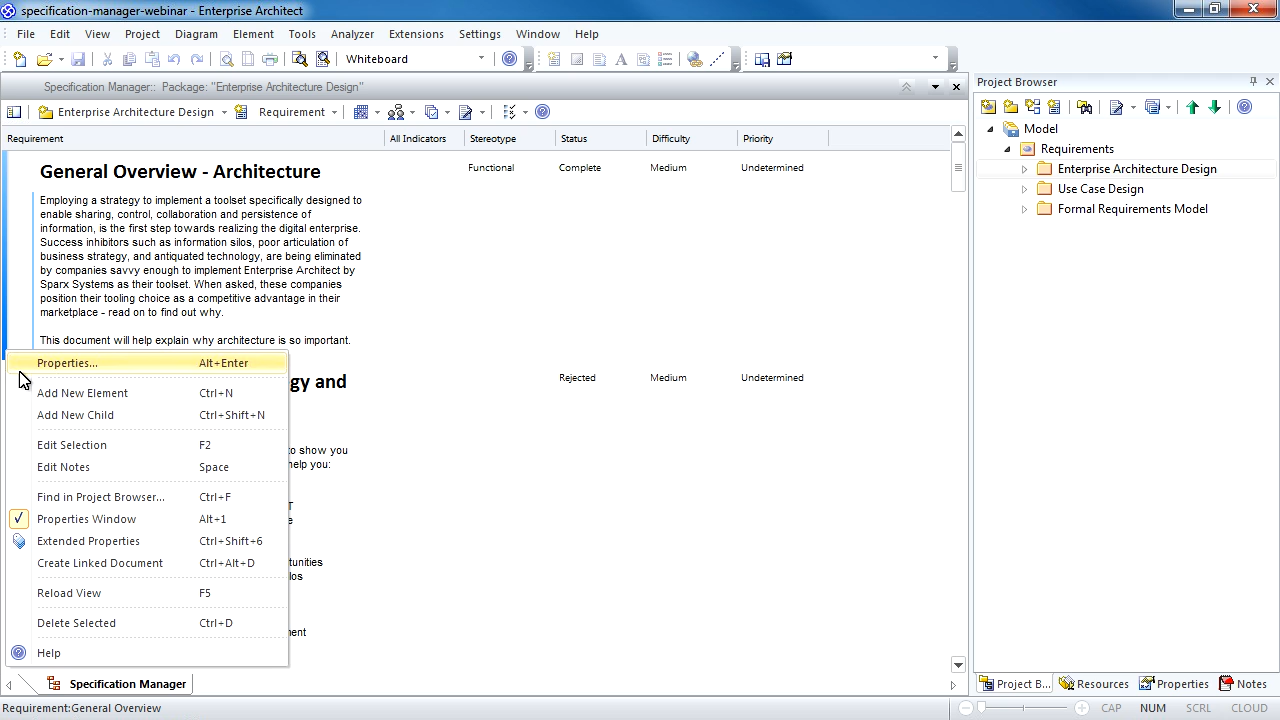 specification-manager-webinar - Enterprise Architect
File Edit View Project Diagram Element Tools Analyzer Extensions Settings Window Help
Whiteboard
Specification Manager:: Package: "Enterprise Architecture Design"
Project Browser
Enterprise Architecture Design Requirement
Requirement All Indicators Stereotype Status Difficulty Priority
Model
Requirements
Enterprise Architecture Design
Use Case Design
Formal Requirements Model
General Overview - Architecture Functional Complete Medium Undetermined
Employing a strategy to implement a toolset specifically designed to
enable sharing, control, collaboration and persistence of
information, is the first step towards realizing the digital enterprise.
Success inhibitors such as information silos, poor articulation of
business strategy, and antiquated technology, are being eliminated
by companies savvy enough to implement Enterprise Architect by
Sparx Systems as their toolset. When asked, these companies
position their tooling choice as a competitive advantage in their
marketplace - read on to find out why.
This document will help explain why architecture is so important.
Properties... Alt+Enter
gy and Rejected Medium Undetermined
Add New Element Ctrl+N
Add New Child Ctrl+Shift+N
Edit Selection F2
to show you
Edit Notes Space
help you:
Find in Project Browser... Ctrl+F
Properties Window Alt+1
Extended Properties Ctrl+Shift+6
Create Linked Document Ctrl+Alt+D
Reload View F5
Delete Selected Ctrl+D
Help
Specification Manager
Project B... Resources Properties Notes
Requirement:General Overview
CAP NUM SCRL CLOUD